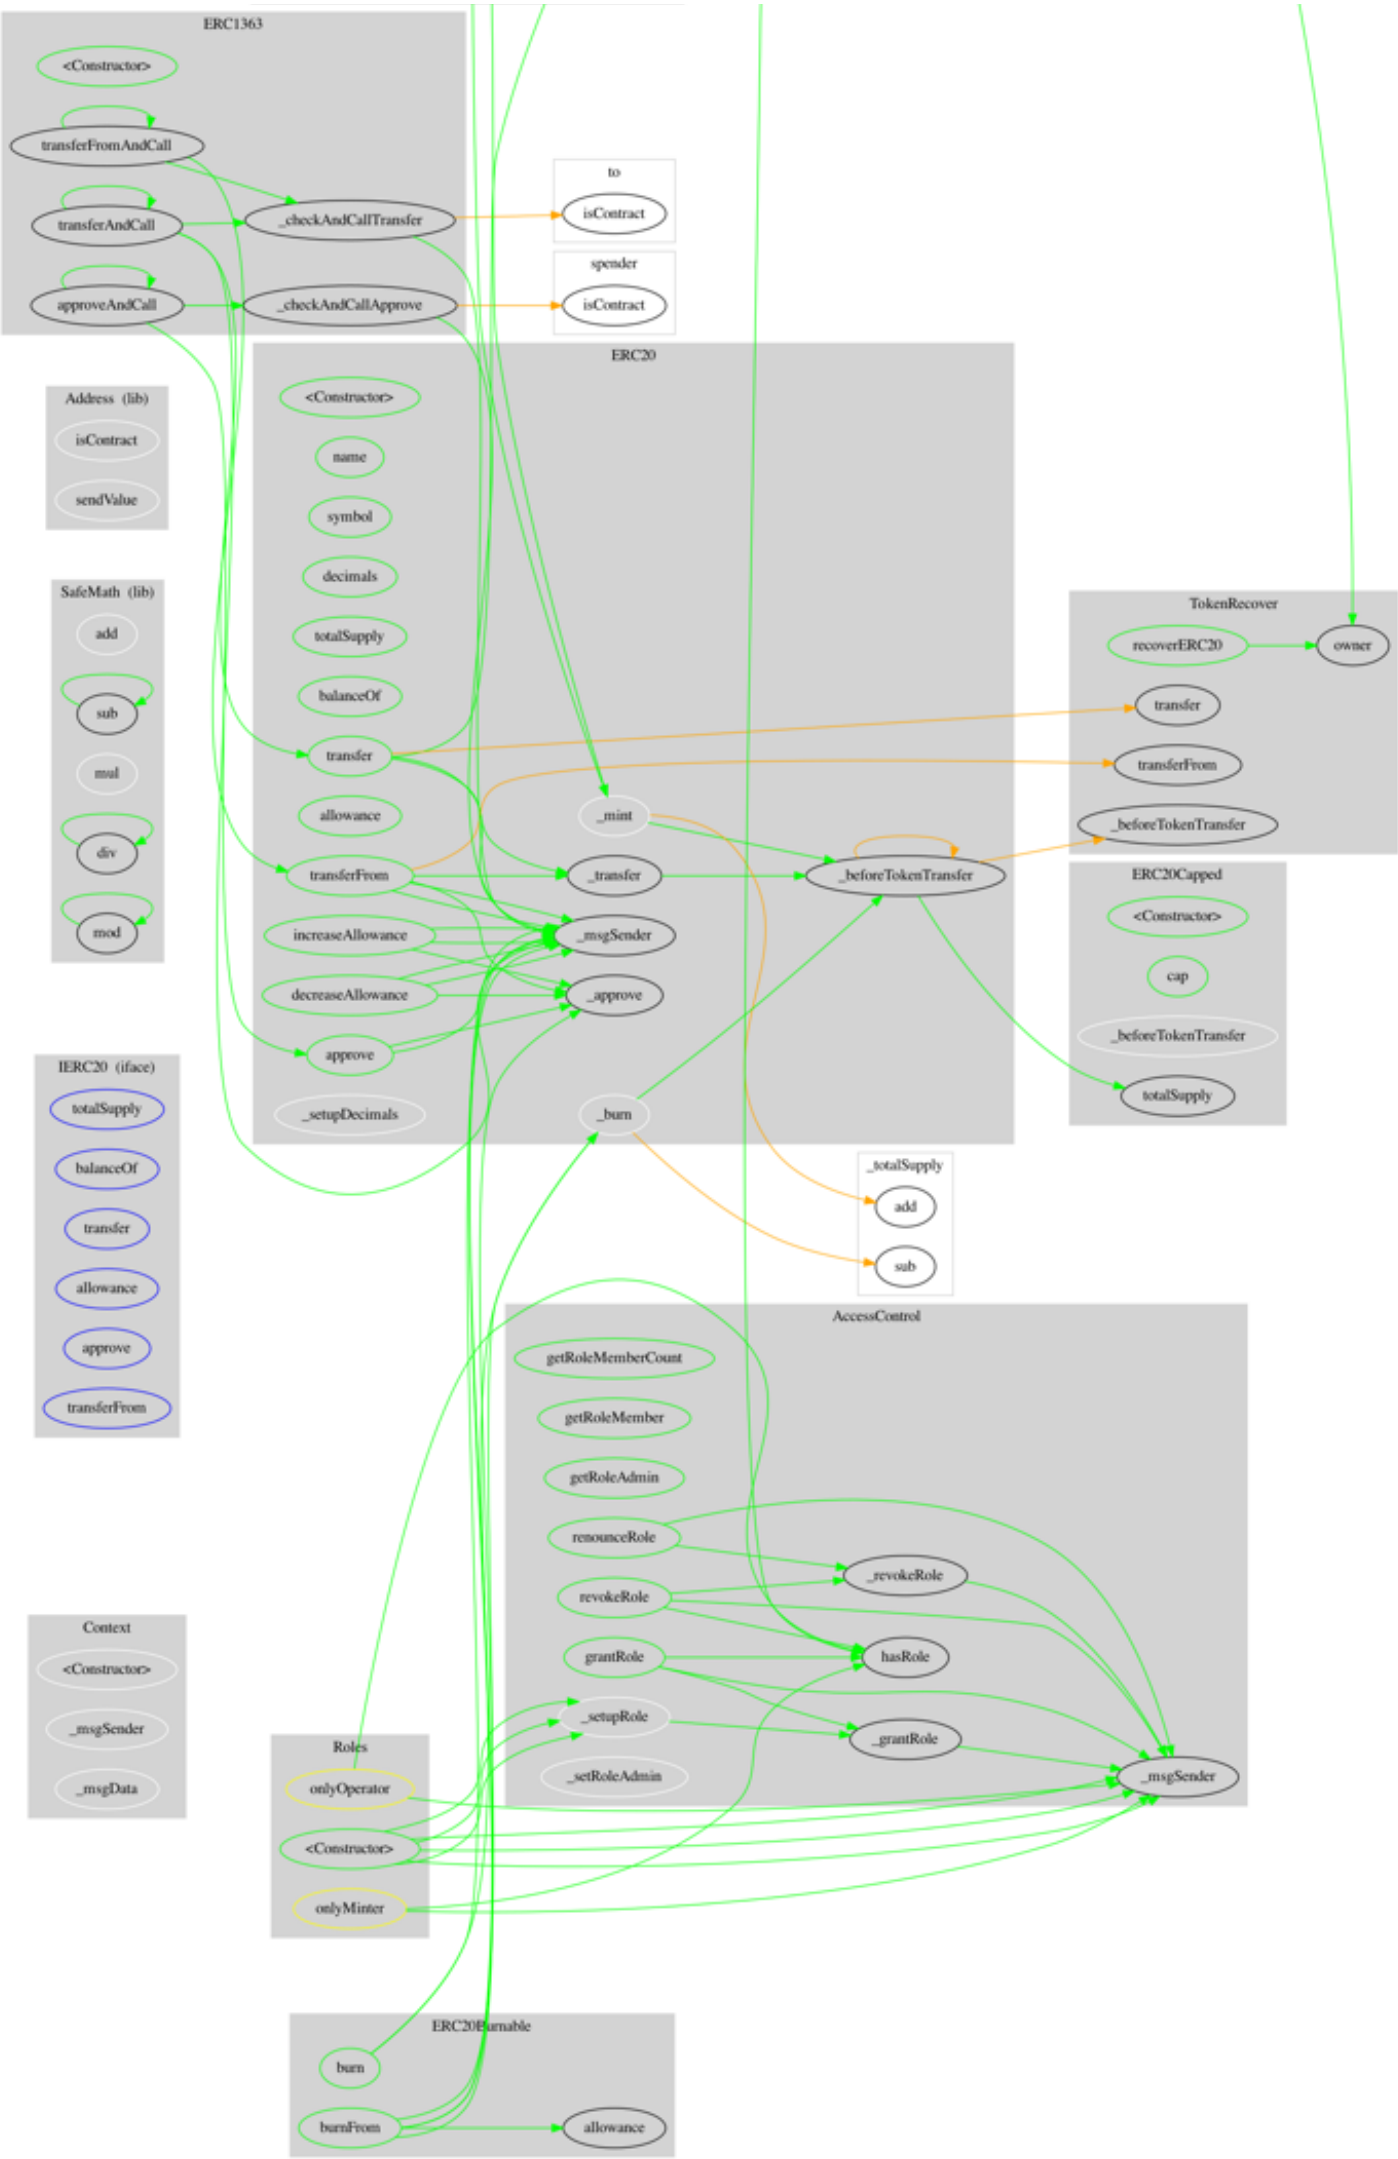 ERC1363
<Constructor>
transferFromAndCall
transferAndCall
_checkAndCallTransfer
approveAndCall
_checkAndCallApprove
to
isContract
spender
isContract
Address (lib)
isContract
sendValue
SafeMath (lib)
add
sub
mul
div
mod
IERC20 (iface)
totalSupply
balanceOf
transfer
allowance
approve
transferFrom
ERC20
<Constructor>
name
symbol
decimals
totalSupply
balanceOf
transfer
allowance
transferFrom
increaseAllowance
decreaseAllowance
approve
_setupDecimals
_mint
_transfer
_msgSender
_approve
_burn
_beforeTokenTransfer
TokenRecover
recoverERC20
owner
transfer
transferFrom
_beforeTokenTransfer
ERC20Capped
<Constructor>
cap
_beforeTokenTransfer
totalSupply
_totalSupply
add
sub
AccessControl
getRoleMemberCount
getRoleMember
getRoleAdmin
renounceRole
revokeRole
grantRole
_setupRole
_setRoleAdmin
_revokeRole
hasRole
_grantRole
_msgSender
Context
<Constructor>
_msgSender
_msgData
Roles
onlyOperator
<Constructor>
onlyMinter
ERC20Burnable
burn
burnFrom
allowance